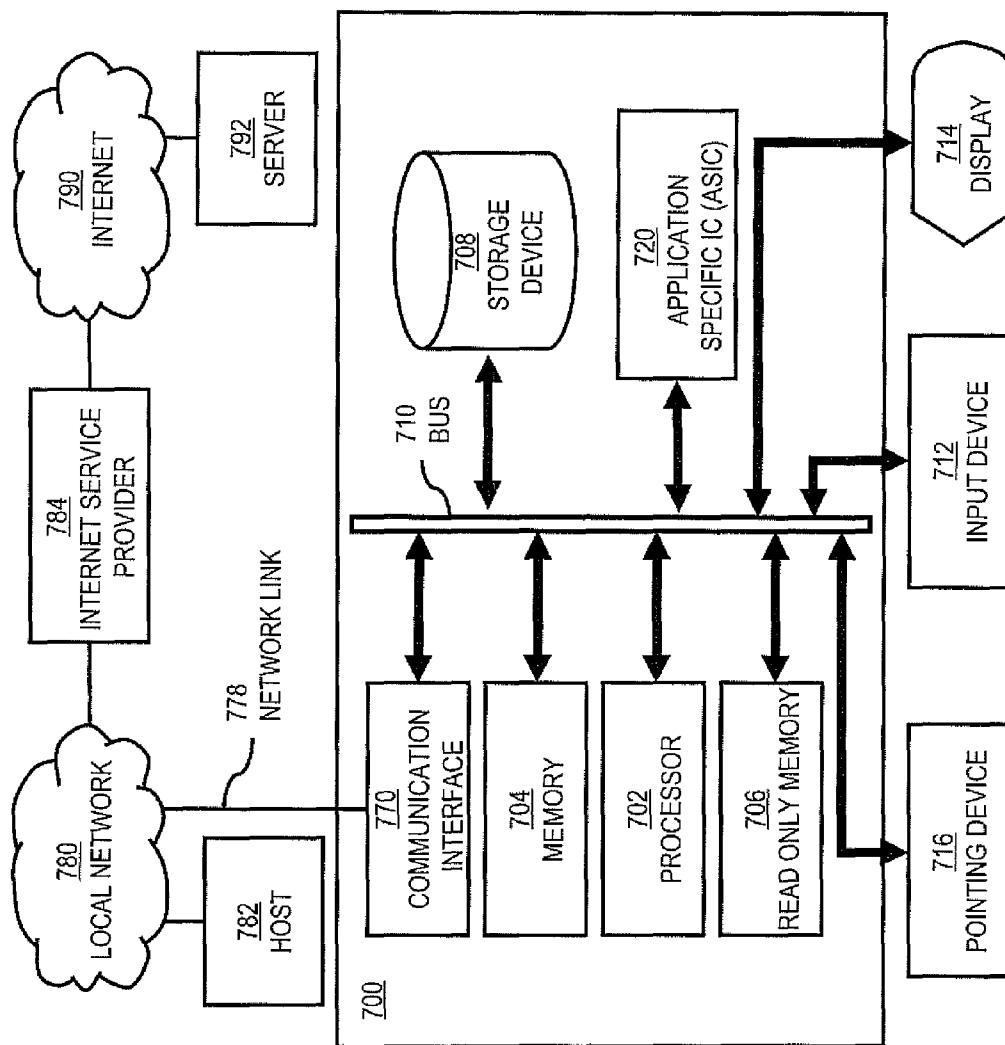 780
LOCAL NETWORK
784
INTERNET SERVICE
PROVIDER
790
INTERNET
782
HOST
778
NETWORK LINK
792
SERVER
700
770
COMMUNICATION
INTERFACE
704
MEMORY
702
PROCESSOR
706
READ ONLY MEMORY
710
BUS
708
STORAGE
DEVICE
720
APPLICATION
SPECIFIC IC (ASIC)
716
POINTING DEVICE
712
INPUT DEVICE
714
DISPLAY